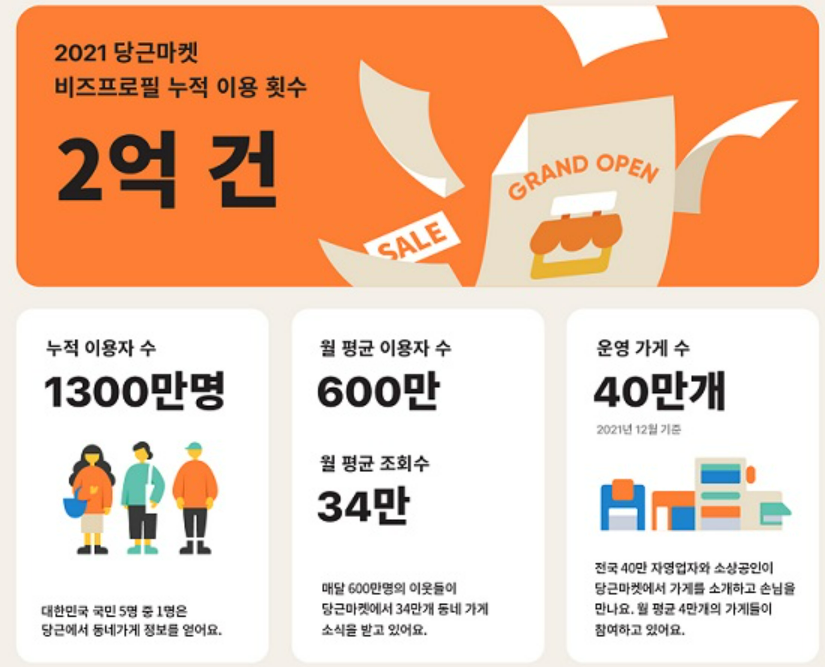 2021 당근마켓
비즈프로필 누적 이용 횟수
2억 건
GRAND OPEN
SALE
누적 이용자 수
1300만명
대한민국 국민 5명 중 1명은
당근에서 동네가게 정보를 얻어요.
월 평균 이용자 수
600만
월 평균 조회수
34만
매달 600만명의 이웃들이
당근마켓에서 34만개 동네 가게
소식을 받고 있어요.
운영 가게 수
40만개
2021년 12월 기준
전국 40만 자영업자와 소상공인이
당근마켓에서 가게를 소개하고 손님을
만나요. 월 평균 4만개의 가게들이
참여하고 있어요.